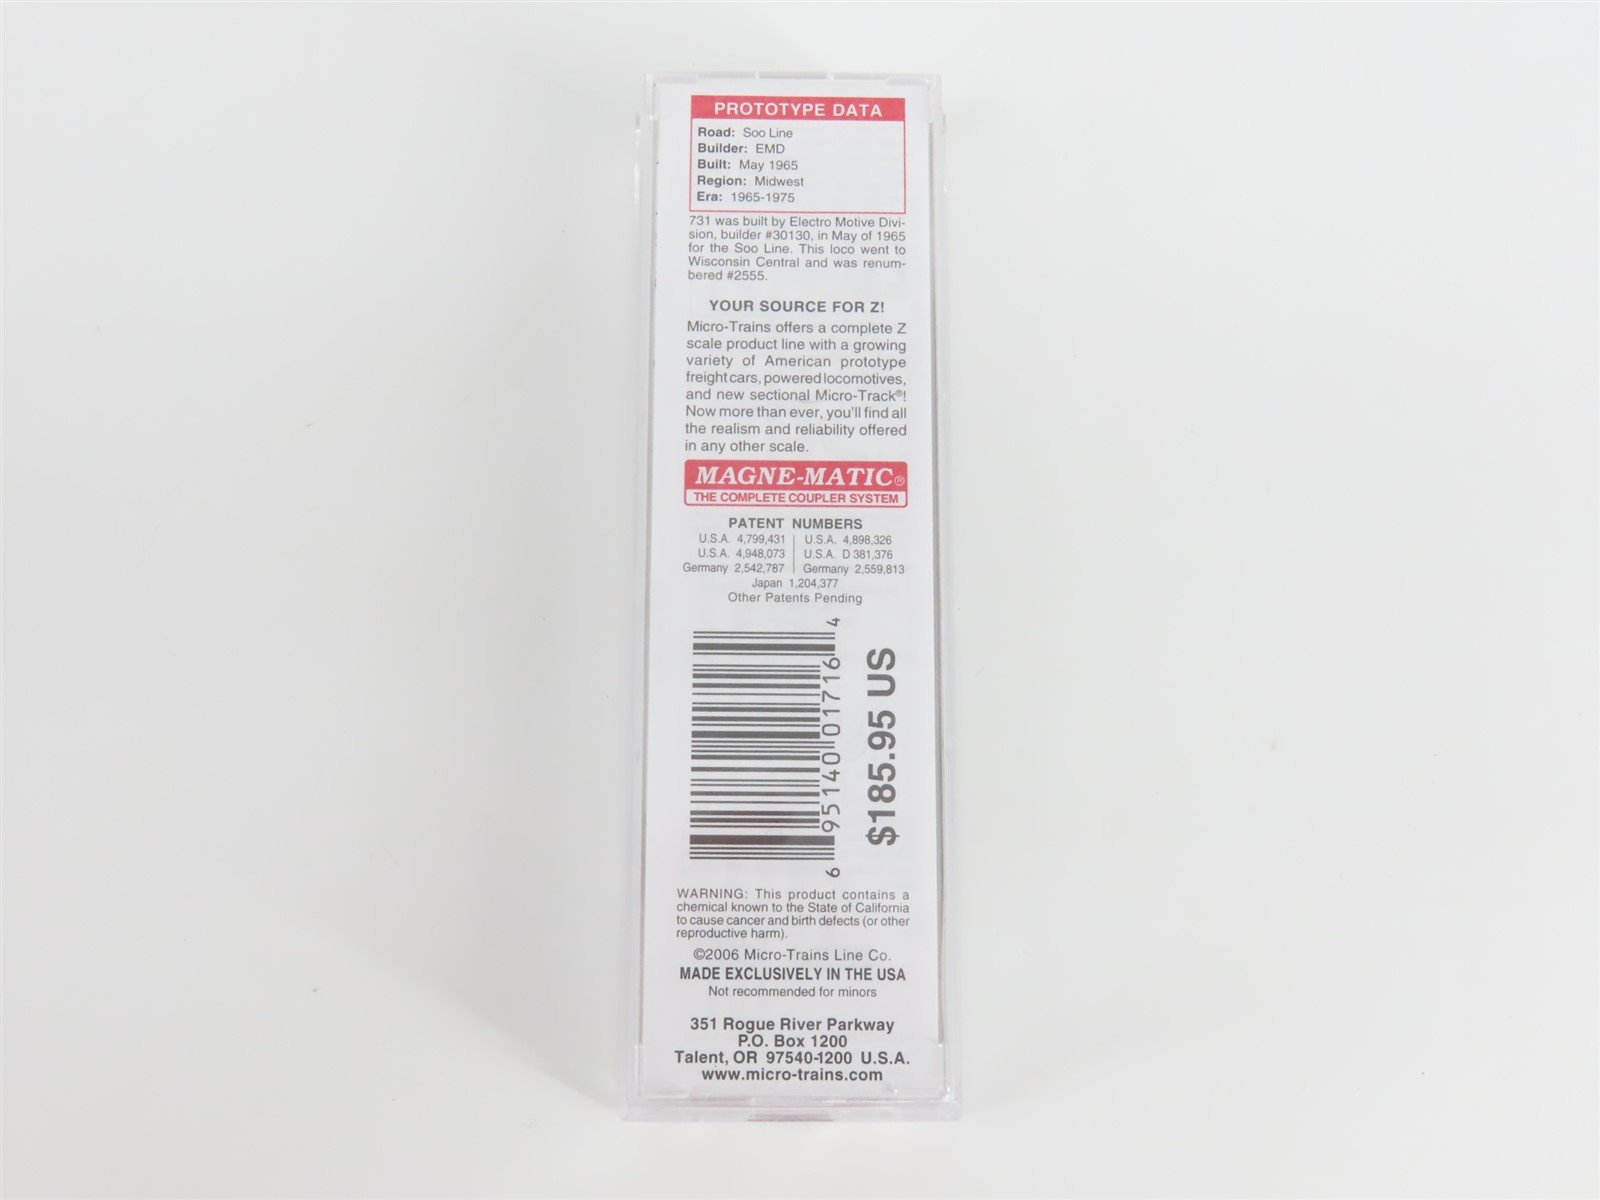 PROTOTYPE DATA
Road: Soo Line
Builder: EMD
Built: May 1965
Region: Midwest
Era: 1965-1975
731 was built by Electro Motive Divi-
sion, builder #30130, in May of 1965
for the Soo Line. This loco went to
Wisconsin Central and was renum-
bered #2555.
YOUR SOURCE FOR Z!
Micro-Trains offers a complete Z
scale product line with a growing
variety of American prototype
freight cars, powered locomotives,
and new sectional Micro-Track®!
Now more than ever, you'll find all
the realism and reliability offered
in any other scale.
MAGNE-MATIC®
THE COMPLETE COUPLER SYSTEM
PATENT NUMBERS
U.S.A. 4,799,431 | U.S.A. 4,898,326
U.S.A. 4,948,073 | U.S.A. D 381,376
Germany 2,542,787 | Germany 2,559,813
Japan 1,204,377
Other Patents Pending
6 95140 01716 4
$185.95 US
WARNING: This product contains a
chemical known to the State of California
to cause cancer and birth defects (or other
reproductive harm).
©2006 Micro-Trains Line Co.
MADE EXCLUSIVELY IN THE USA
Not recommended for minors
351 Rogue River Parkway
P.O. Box 1200
Talent, OR 97540-1200 U.S.A.
www.micro-trains.com